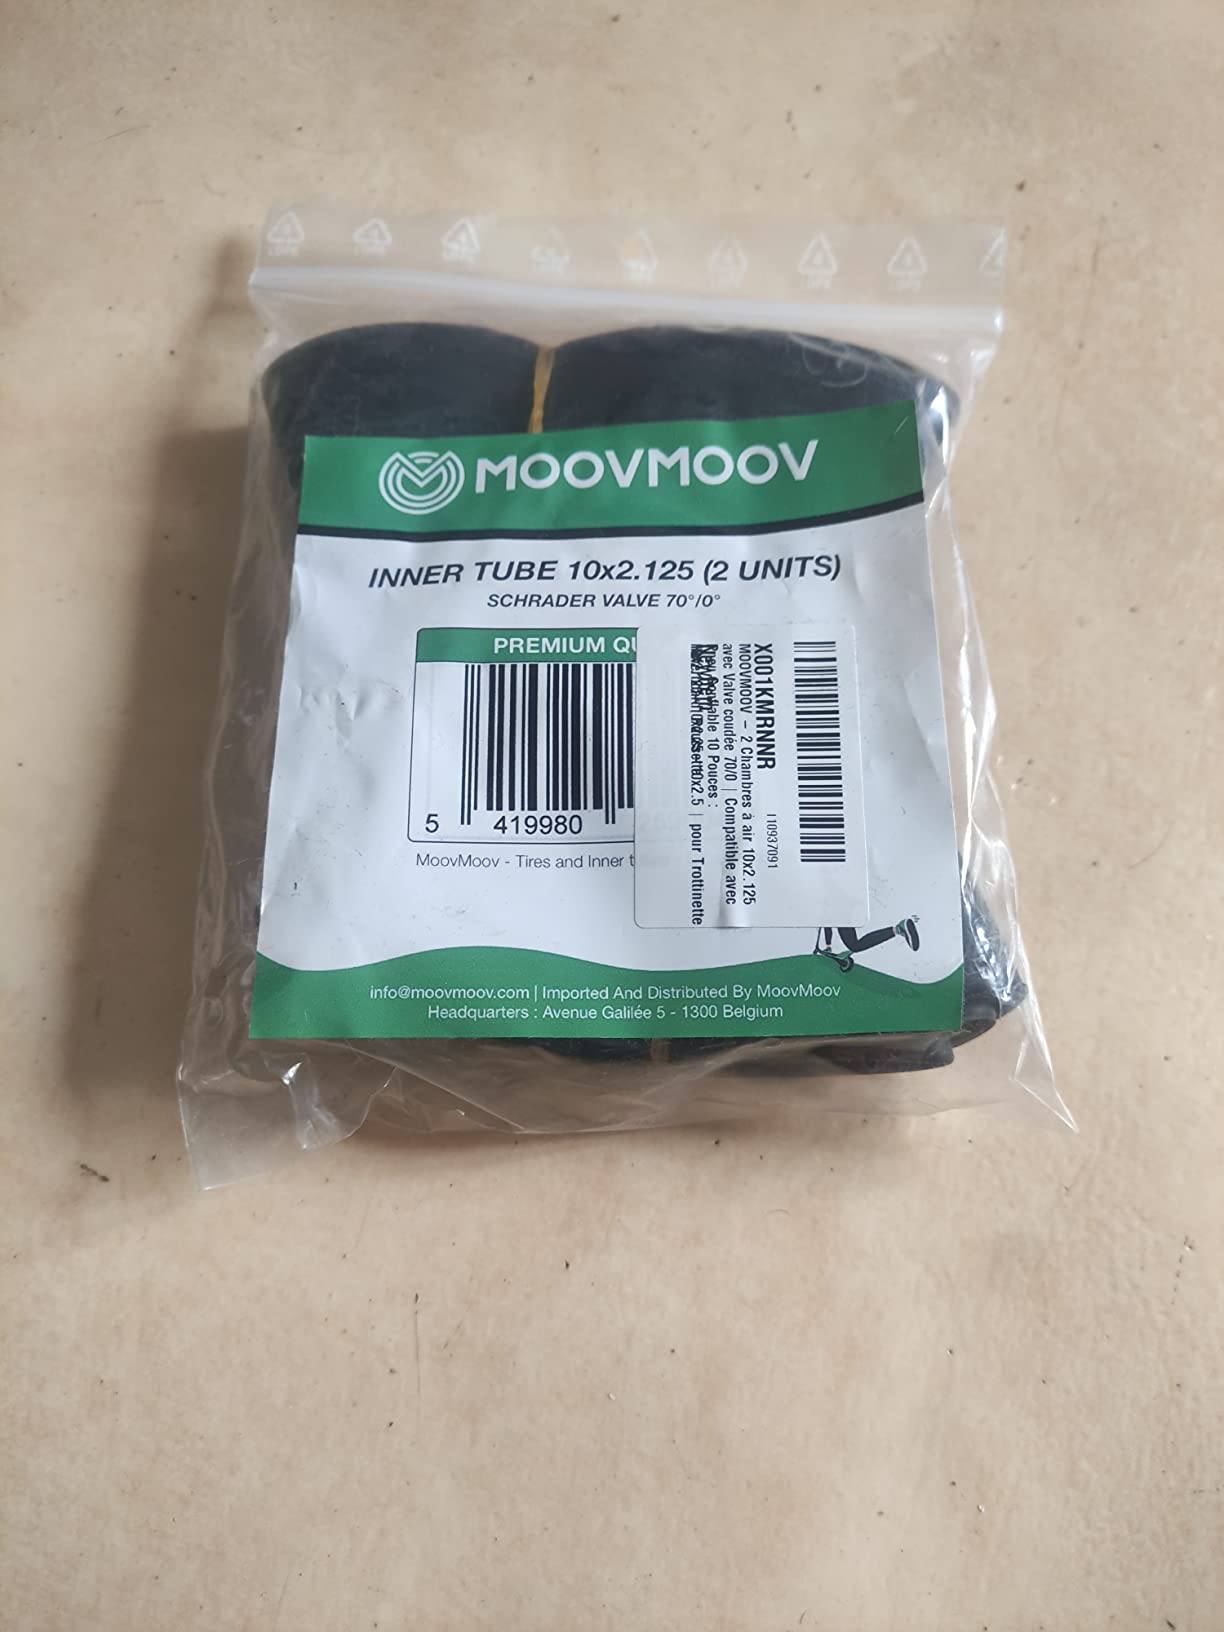 MOOVMOOV
INNER TUBE 10x2.125 (2 UNITS)
SCHRADER VALVE 70°/0°
PREMIUM
5 419980
MoovMoov - Tires and Inner
X001KMRNNR
MOOVMOOV – 2 Chambres à air 10x2.125
avec Valve coudée 70/0 | Compatible avec
10 Pouces :
10x2.5 | pour Trottinette
I10937091
info@moovmoov.com | Imported And Distributed By MoovMoov
Headquarters : Avenue Galilée 5 - 1300 Belgium